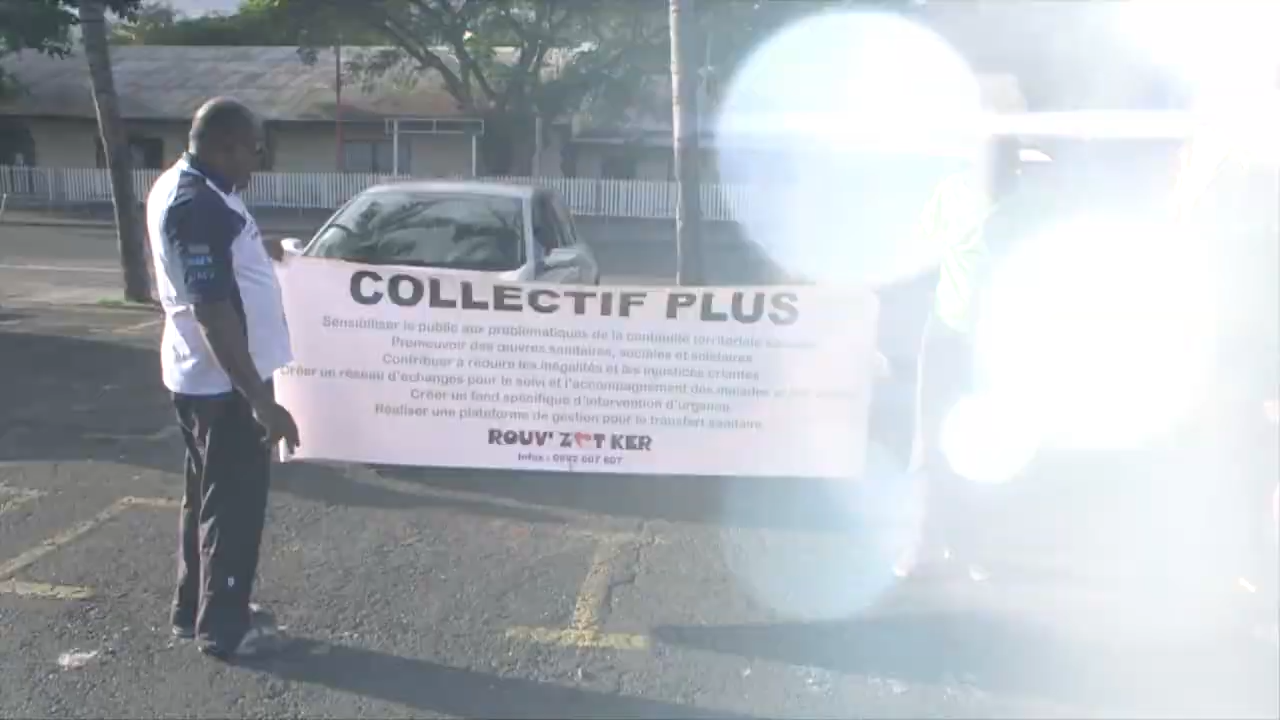 COLLECTIF PLUS
Sensibiliser le public aux problématiques de la continuité territoriale
Promouvoir des œuvres sanitaires, sociales et solidaires
Contribuer à réduire les inégalités et les injustices criantes
Créer un réseau d'échanges pour le suivi et l'accompagnement des malades
Créer un fond spécifique d'intervention d'urgence
Réaliser une plateforme de gestion pour le transfert sanitaire
ROUV' Z♥T KER
Infos : 0692 607 607